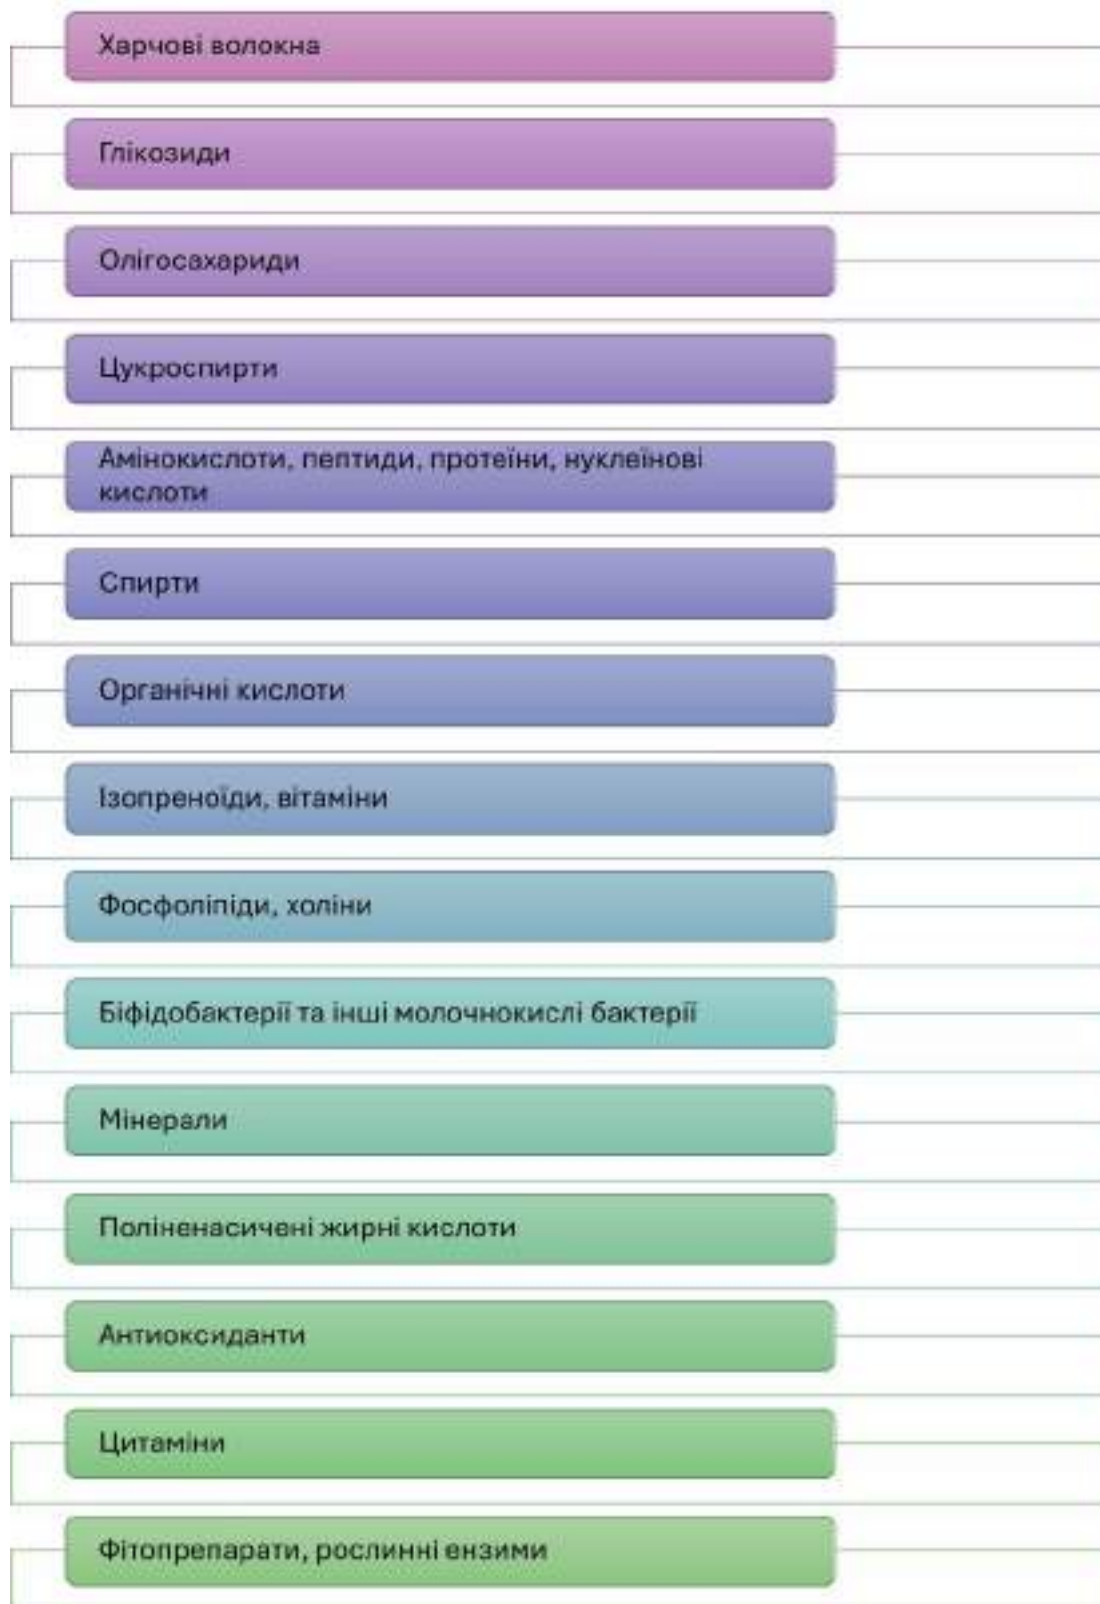 Харчові волокна
Глікозиди
Олігосахариди
Цукроспирти
Амінокислоти, пептиди, протеїни, нуклеїнові
кислоти
Спирти
Органічні кислоти
Ізопреноїди, вітаміни
Фосфоліпіди, холіни
Біфідобактерії та інші молочнокислі бактерії
Мінерали
Поліненасичені жирні кислоти
Антиоксиданти
Цитаміни
Фітопрепарати, рослинні ензими